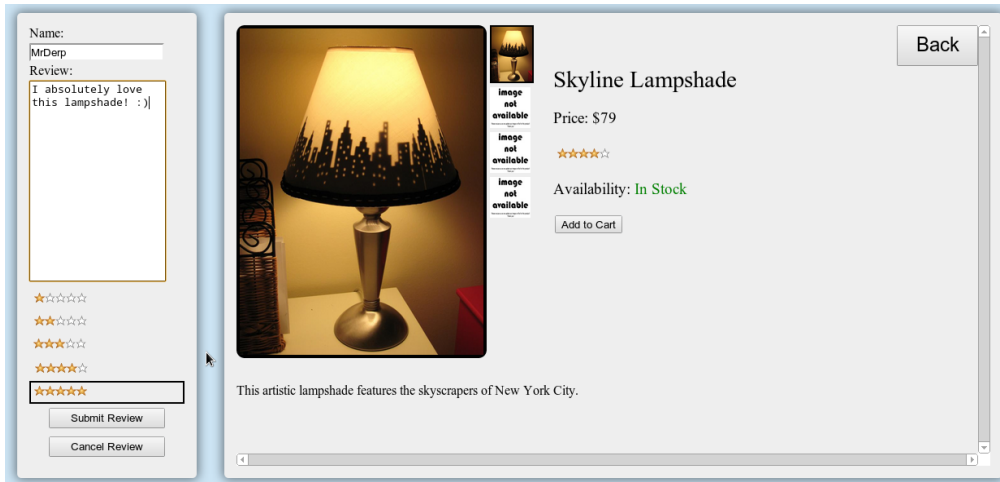 Name:
MrDerp
Review:
I absolutely love
this lampshade! :)
Submit Review
Cancel Review
image
not
available
image
not
available
image
not
available
Back
Skyline Lampshade
Price: $79
Availability: In Stock
Add to Cart
This artistic lampshade features the skyscrapers of New York City.